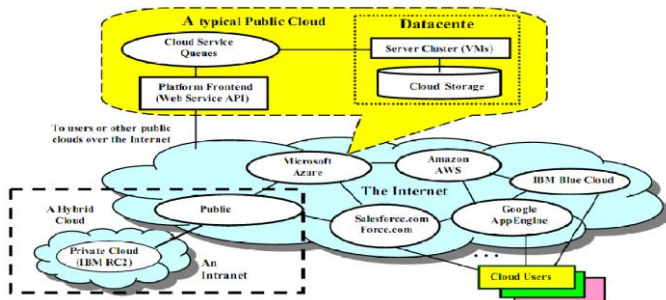 A typical Public Cloud
Datacente
Cloud Service
Queues
Server Cluster (VMs)
Platform Frontend
(Web Service API)
Cloud Storage
To users or other public
clouds over the Internet
Microsoft
Azure
Amazon
AWS
IBM Blue Cloud
The Internet
A Hybrid
Cloud
Public
Salesforce.com
Force.com
Google
AppEngine
Private Cloud
(IBM RC2)
An
Intranet
. . .
Cloud Users